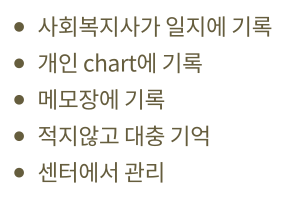 • 사회복지사가 일지에 기록
• 개인 chart에 기록
• 메모장에 기록
• 적지않고 대충 기억
• 센터에서 관리